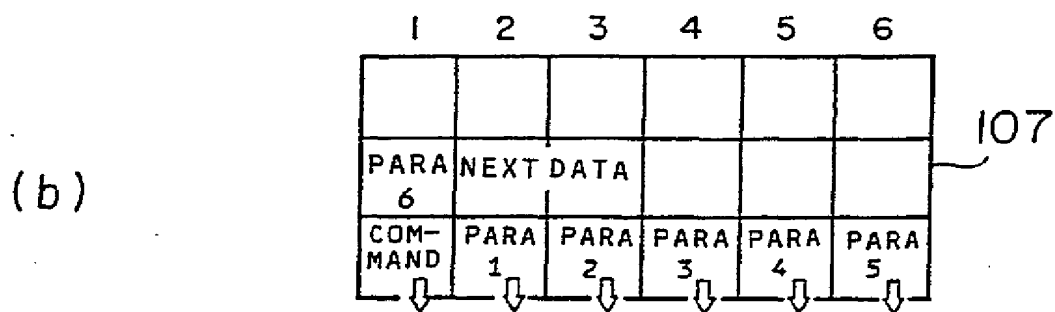 1 2 3 4 5 6
107
(b)
PARA 6 NEXT DATA
COM-MAND PARA 1 PARA 2 PARA 3 PARA 4 PARA 5